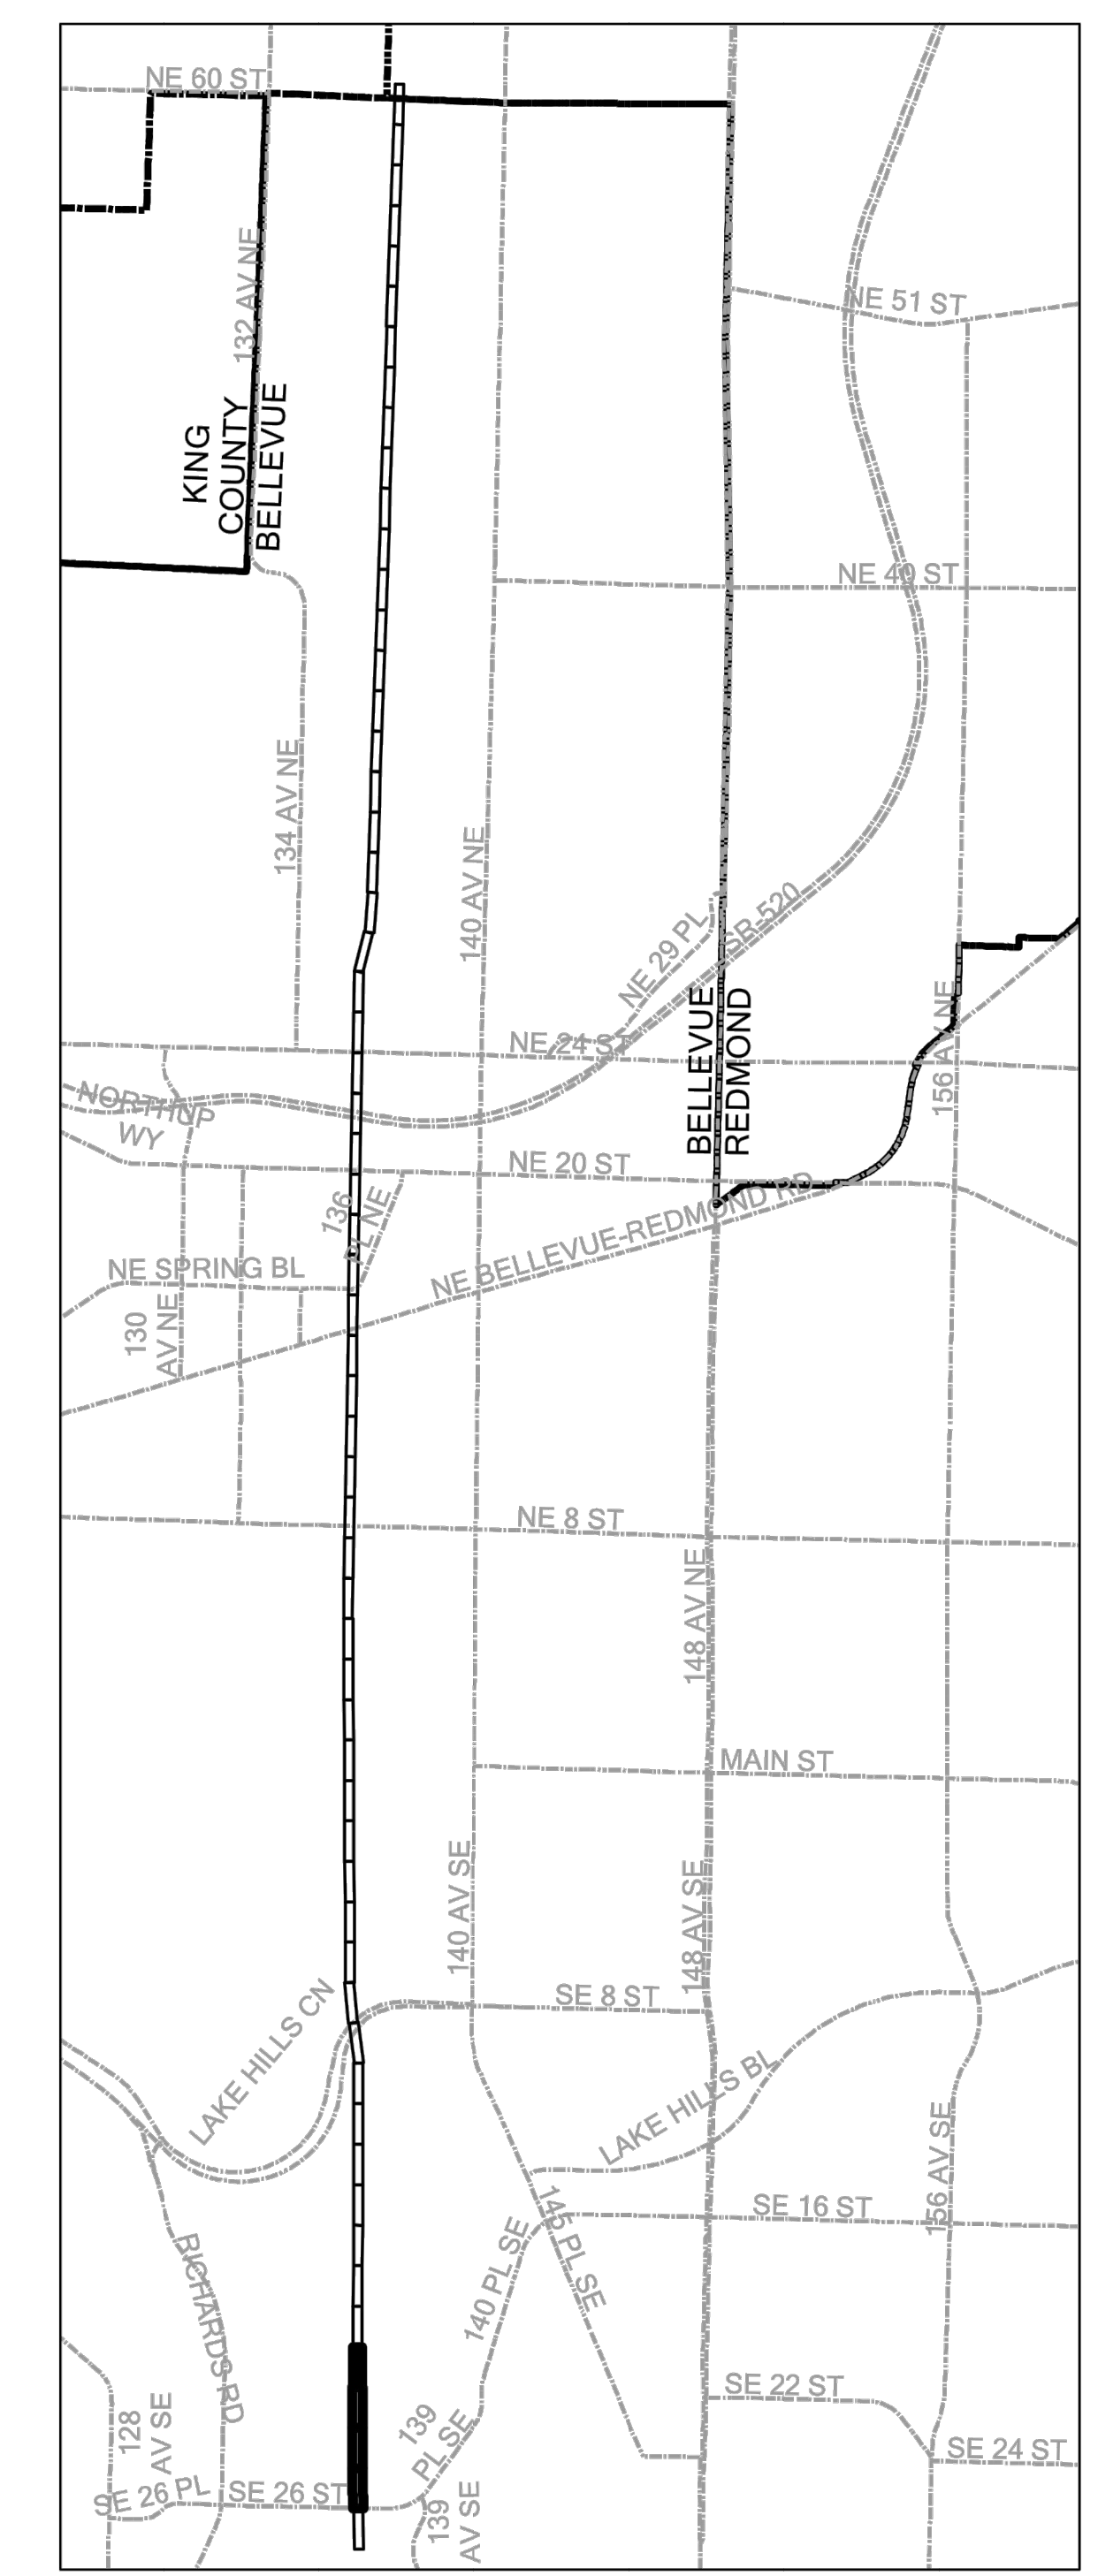 NE 60 ST
132 AV NE
NE 51 ST
KING
COUNTY
BELLEVUE
NE 40 ST
134 AV NE
140 AV NE
NE 29 PL
SR-520
BELLEVUE
REDMOND
156 AV NE
NE 24 ST
NORTHUP
WY
NE 20 ST
136
PL NE
NE SPRING BL
NE BELLEVUE-REDMOND RD
130
AV NE
NE 8 ST
148 AV NE
MAIN ST
140 AV SE
148 AV SE
LAKE HILLS CN
SE 8 ST
LAKE HILLS BL
156 AV SE
SE 16 ST
145 PL SE
140 PL SE
RICHARDS RD
SE 22 ST
128
AV SE
139
PL SE
SE 24 ST
SE 26 PL
SE 26 ST
139
AV SE